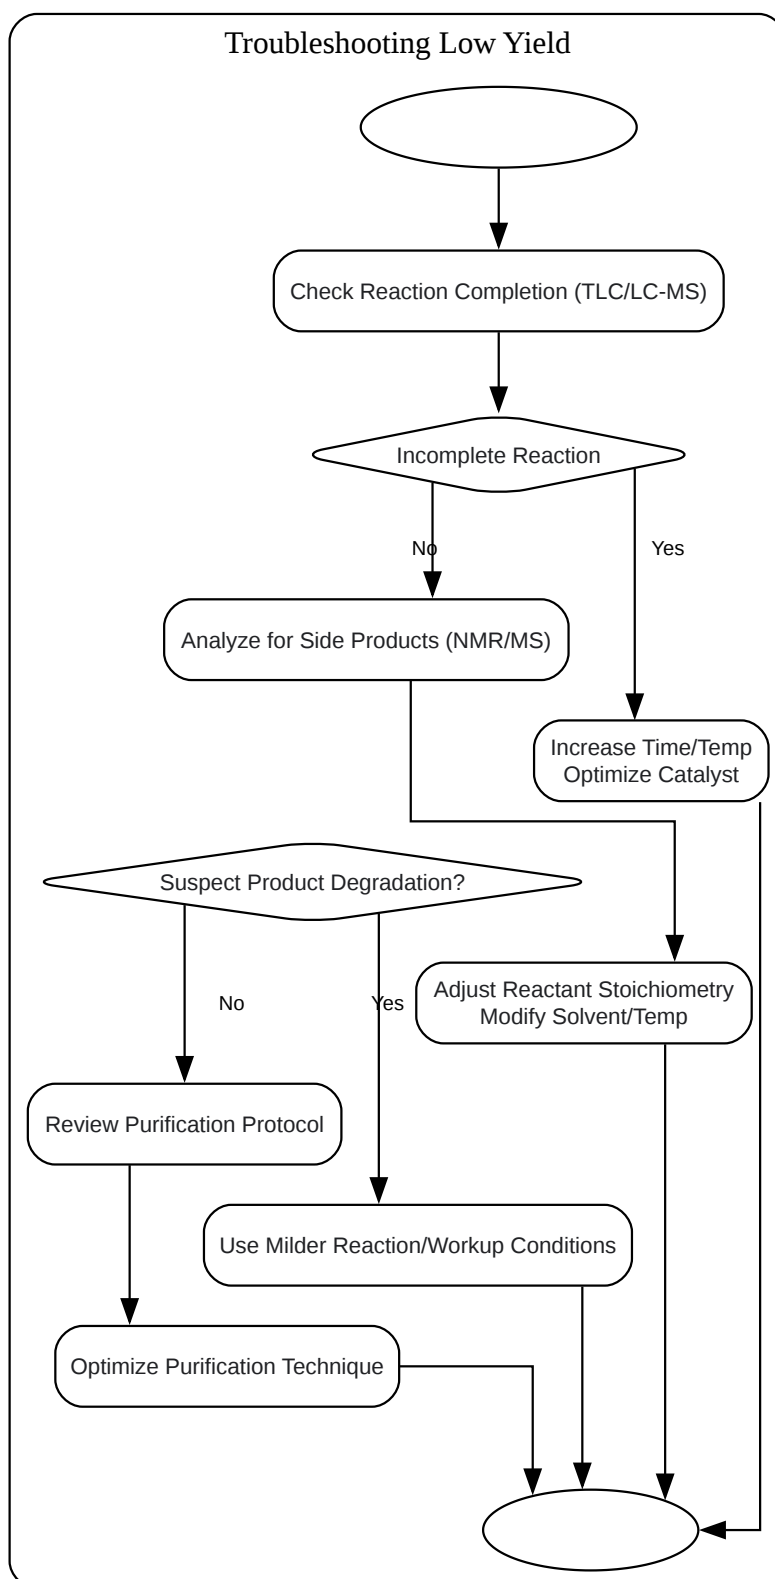 Troubleshooting Low Yield
Check Reaction Completion (TLC/LC-MS)
Incomplete Reaction
No
Yes
Analyze for Side Products (NMR/MS)
Increase Time/Temp
Optimize Catalyst
Suspect Product Degradation?
Adjust Reactant Stoichiometry
Modify Solvent/Temp
No
Yes
Review Purification Protocol
Use Milder Reaction/Workup Conditions
Optimize Purification Technique